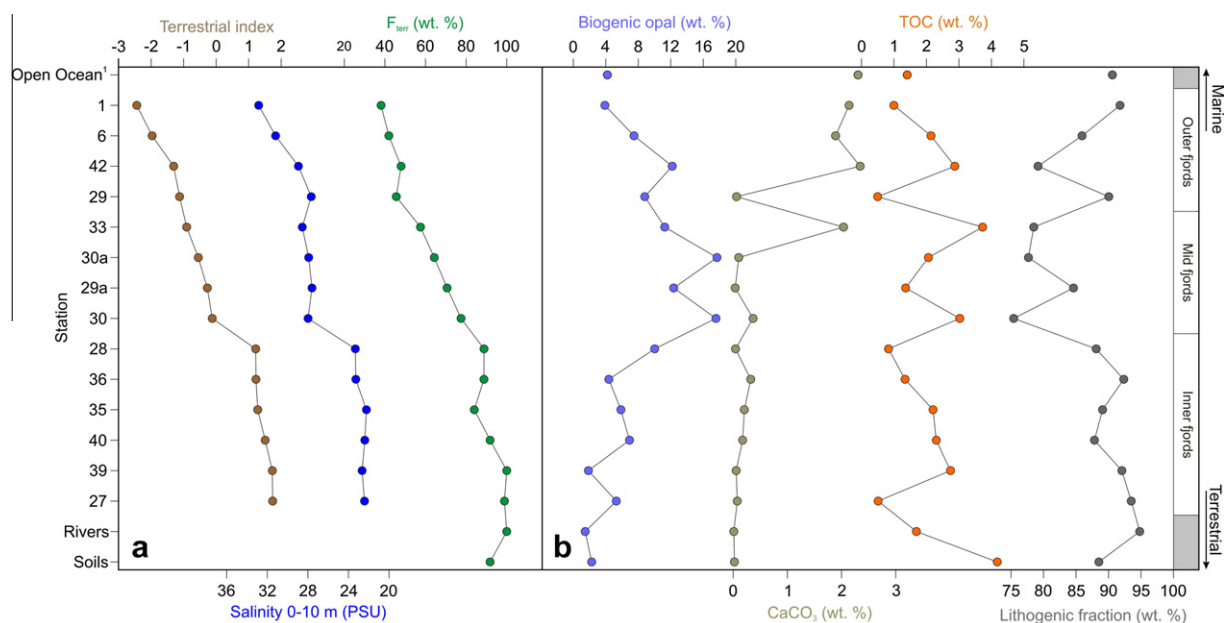 Terrestrial index
F terr (wt. %)
Biogenic opal (wt. %)
TOC (wt. %)
-3 -2 -1 0 1 2 20 40 60 80 100 0 4 8 12 16 20 0 1 2 3 4 5
Open Ocean¹
1
6
42
29
33
30a
29a
30
28
36
35
40
39
27
Rivers
Soils
Station
a
b
Marine
Outer fjords
Mid fjords
Inner fjords
Terrestrial
36 32 28 24 20 0 1 2 3 75 80 85 90 95 100
Salinity 0-10 m (PSU)
CaCO₃ (wt. %)
Lithogenic fraction (wt. %)